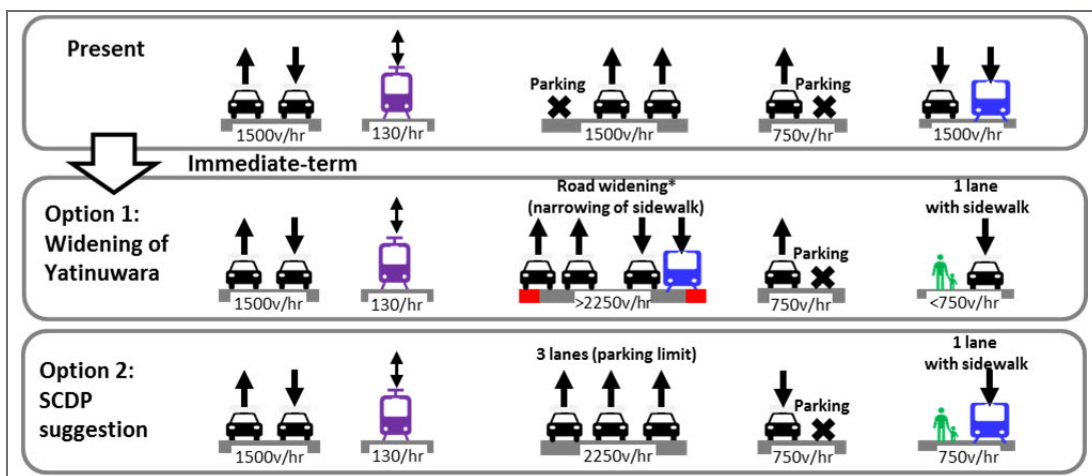 Present
Parking
Parking
1500v/hr
130/hr
1500v/hr
750v/hr
1500v/hr
Immediate-term
Option 1:
Widening of
Yatinuwara
Road widening*
(narrowing of sidewalk)
1 lane
with sidewalk
Parking
1500v/hr
130/hr
>2250v/hr
750v/hr
<750v/hr
Option 2:
SCDP
suggestion
3 lanes (parking limit)
1 lane
with sidewalk
Parking
1500v/hr
130/hr
2250v/hr
750v/hr
750v/hr